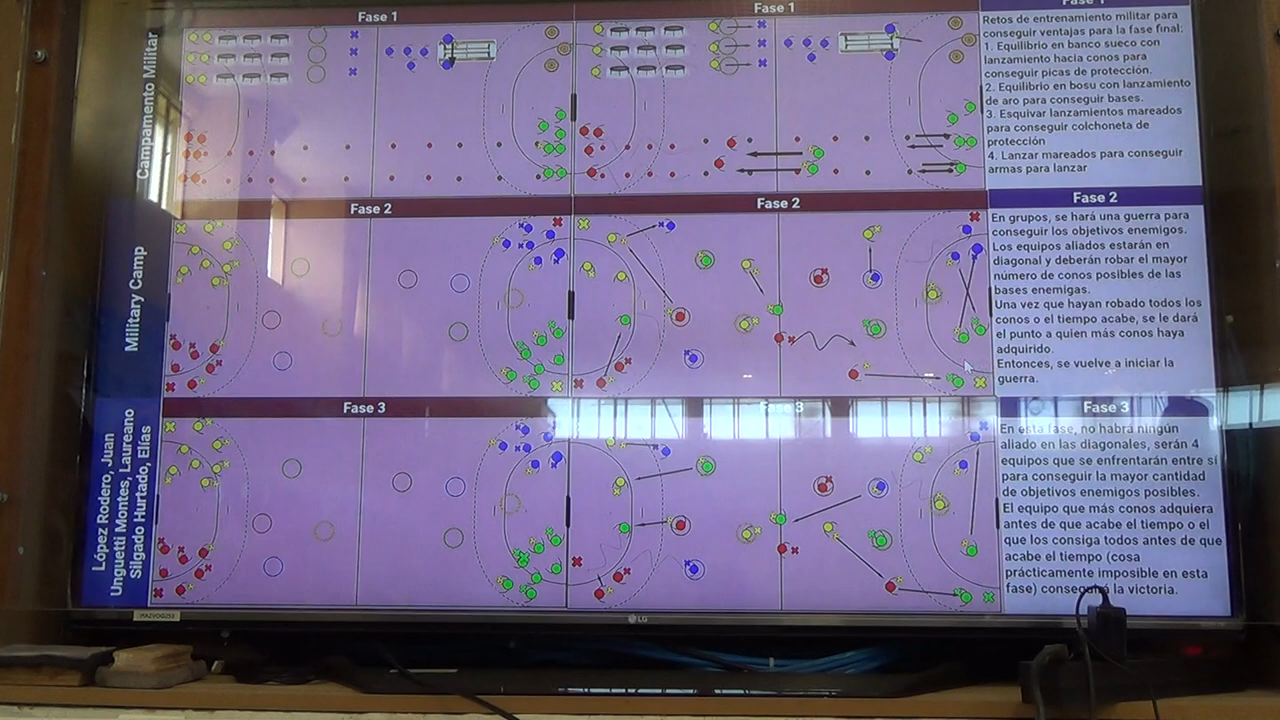 Fase 1
Fase 1
Fase 1
Campamento Militar
Retos de entrenamiento militar para
conseguir ventajas para la fase final:
1. Equilibrio en banco sueco con
lanzamiento hacia conos para
conseguir picas de protección.
2. Equilibrio en bosu con lanzamiento
de aro para conseguir bases.
3. Esquivar lanzamientos mareados
para conseguir colchoneta de
protección
4. Lanzar mareados para conseguir
armas para lanzar
Fase 2
Fase 2
Fase 2
Military Camp
En grupos, se hará una guerra para
conseguir los objetivos enemigos.
Los equipos aliados estarán en
diagonal y deberán robar el mayor
número de conos posibles de las
bases enemigas.
Una vez que hayan robado todos los
conos o el tiempo acabe, se le dará
el punto a quien más conos haya
adquirido.
Entonces, se vuelve a iniciar la
guerra.
Fase 3
Fase 3
Fase 3
López Rodero, Juan
Unguetti Montes, Laureano
Silgado Hurtado, Elías
En esta fase, no habrá ningún
aliado en las diagonales, serán 4
equipos que se enfrentarán entre sí
para conseguir la mayor cantidad
de objetivos enemigos posibles.
El equipo que más conos adquiera
antes de que acabe el tiempo o el
que los consiga todos antes de que
acabe el tiempo (cosa
prácticamente imposible en esta
fase) conseguirá la victoria.
LG